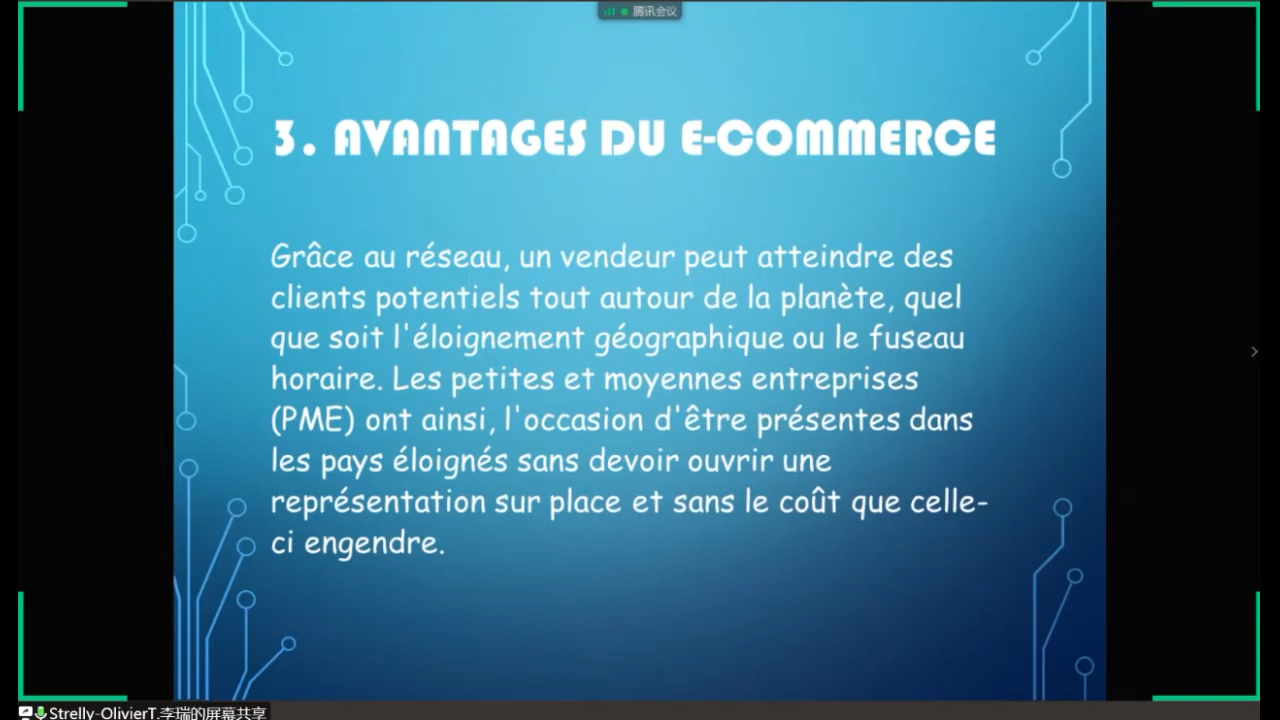 腾讯会议
3. AVANTAGES DU E-COMMERCE
Grâce au réseau, un vendeur peut atteindre des
clients potentiels tout autour de la planète, quel
que soit l'éloignement géographique ou le fuseau
horaire. Les petites et moyennes entreprises
(PME) ont ainsi, l'occasion d'être présentes dans
les pays éloignés sans devoir ouvrir une
représentation sur place et sans le coût que celle-
ci engendre.
Strelly-OlivierT.李瑞的屏幕共享